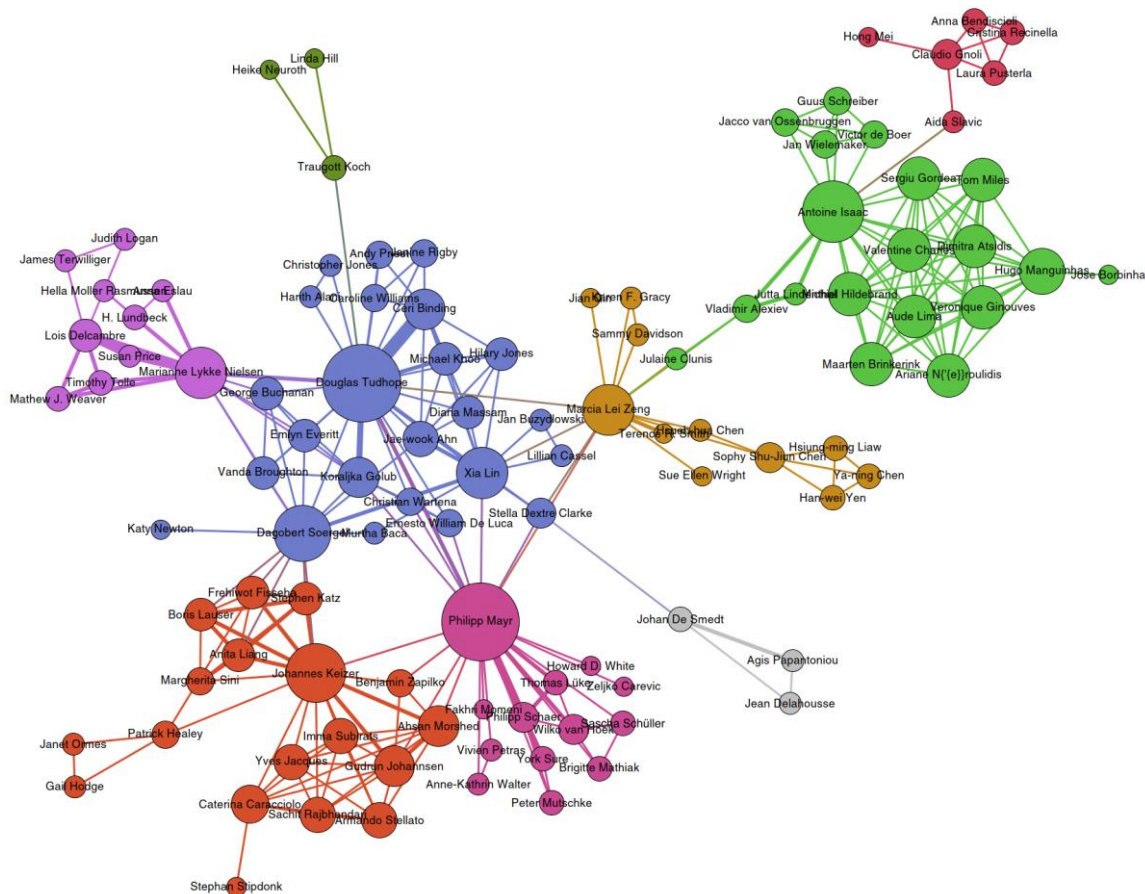 Anna Bendiscioli
Cristina Recinella
Hong Mei
Claudio Gnoli
Laura Pusterla
Aida Slavic
Linda Hill
Heike Neuroth
Traugott Koch
Guus Schreiber
Jacco van Ossenbruggen
Victor de Boer
Jan Wielemaker
Sergiu Gordea
Tom Miles
Antoine Isaac
Valentine Charles
Dimitra Atsidis
Hugo Manguinhas
Jose Borbinha
Jutta Lindenthal
Michiel Hildebrand
Vladimir Alexiev
Aude Lima
Veronique Ginouves
Maarten Brinkerink
Ariane N{\'{e}}roulidis
Julaine Clunis
Judith Logan
James Terwilliger
Hella Moller Rasmussen
Anna Eslau
H. Lundbeck
Lois Delcambre
Susan Price
Marianne Lykke Nielsen
Timothy Tolle
Mathew J. Weaver
Andy Preen
Janine Rigby
Christopher Jones
Harith Alani
Caroline Williams
Ceri Binding
Michael Khoo
Hilary Jones
Douglas Tudhope
George Buchanan
Diana Massam
Jan Buzydlowski
Emlyn Everitt
Jae-wook Ahn
Lillian Cassel
Vanda Broughton
Koraljka Golub
Xia Lin
Christian Wartena
Stella Dextre Clarke
Ernesto William De Luca
Katy Newton
Dagobert Soergel
Murtha Baca
Jian Qin
Karen F. Gracy
Sammy Davidson
Marcia Lei Zeng
Terence R. Smith
Sue Ellen Wright
Sophy Shu-Jiun Chen
Hsiung-ming Liaw
Ya-ning Chen
Han-wei Yen
Frehiwot Fisseha
Stephen Katz
Boris Lauser
Anita Liang
Margherita Sini
Johannes Keizer
Benjamin Zapilko
Patrick Healey
Janet Ormes
Gail Hodge
Ahsan Morshed
Imma Subirats
Yves Jacques
Gudrun Johannsen
Caterina Caracciolo
Sachit Rajbhandari
Armando Stellato
Stephan Stipdonk
Philipp Mayr
Howard D. White
Thomas Lüke
Zeljko Carevic
Fakhri Momeni
Philipp Schaer
Wilko van Hoek
Sascha Schüller
Vivien Petras
York Sure
Brigitte Mathiak
Anne-Kathrin Walter
Peter Mutschke
Johan De Smedt
Agis Papantoniou
Jean Delahousse